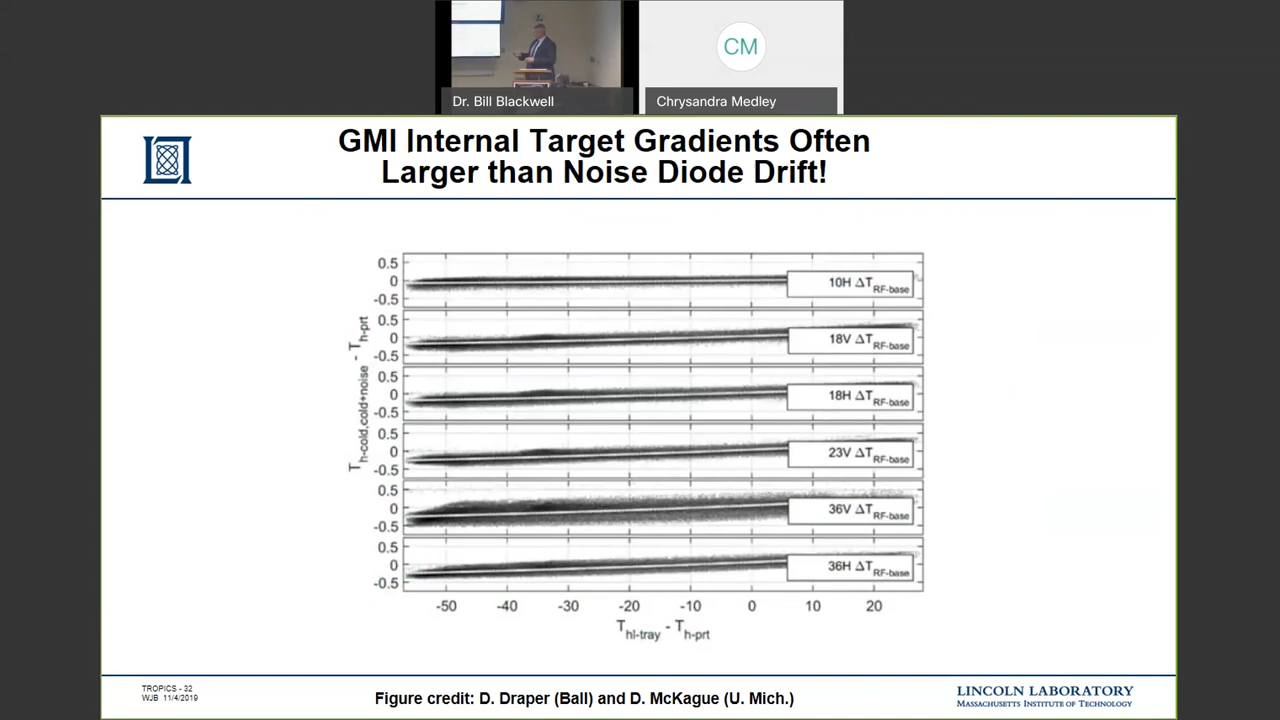 Dr. Bill Blackwell
CM
Chrysandra Medley
GMI Internal Target Gradients Often
Larger than Noise Diode Drift!
T_h-cold,cold+noise - T_h-prt
0.5
0
-0.5
10H ΔT_RF-base
0.5
0
-0.5
18V ΔT_RF-base
0.5
0
-0.5
18H ΔT_RF-base
0.5
0
-0.5
23V ΔT_RF-base
0.5
0
-0.5
36V ΔT_RF-base
0.5
0
-0.5
36H ΔT_RF-base
-50 -40 -30 -20 -10 0 10 20
T_hl-tray - T_h-prt
TROPICS - 32
WJB 11/4/2019
Figure credit: D. Draper (Ball) and D. McKague (U. Mich.)
LINCOLN LABORATORY
MASSACHUSETTS INSTITUTE OF TECHNOLOGY